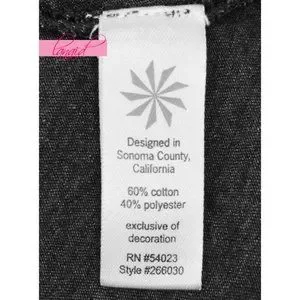 Designed in
Sonoma County,
California
60% cotton
40% polyester
exclusive of
decoration
RN #54023
Style #266030